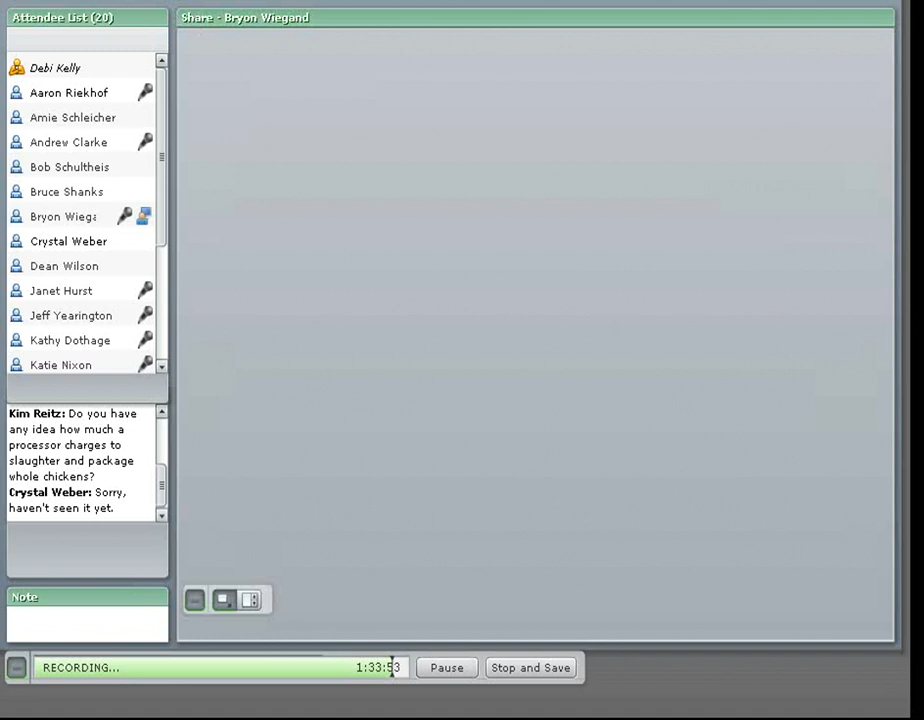 Attendee List (20)
Debi Kelly
Aaron Riekhof
Amie Schleicher
Andrew Clarke
Bob Schultheis
Bruce Shanks
Bryon Wiega
Crystal Weber
Dean Wilson
Janet Hurst
Jeff Yearington
Kathy Dothage
Katie Nixon
Kim Reitz: Do you have
any idea how much a
processor charges to
slaughter and package
whole chickens?
Crystal Weber: Sorry,
haven't seen it yet.
Note
Share - Bryon Wiegand
RECORDING... 1:33:53 Pause Stop and Save